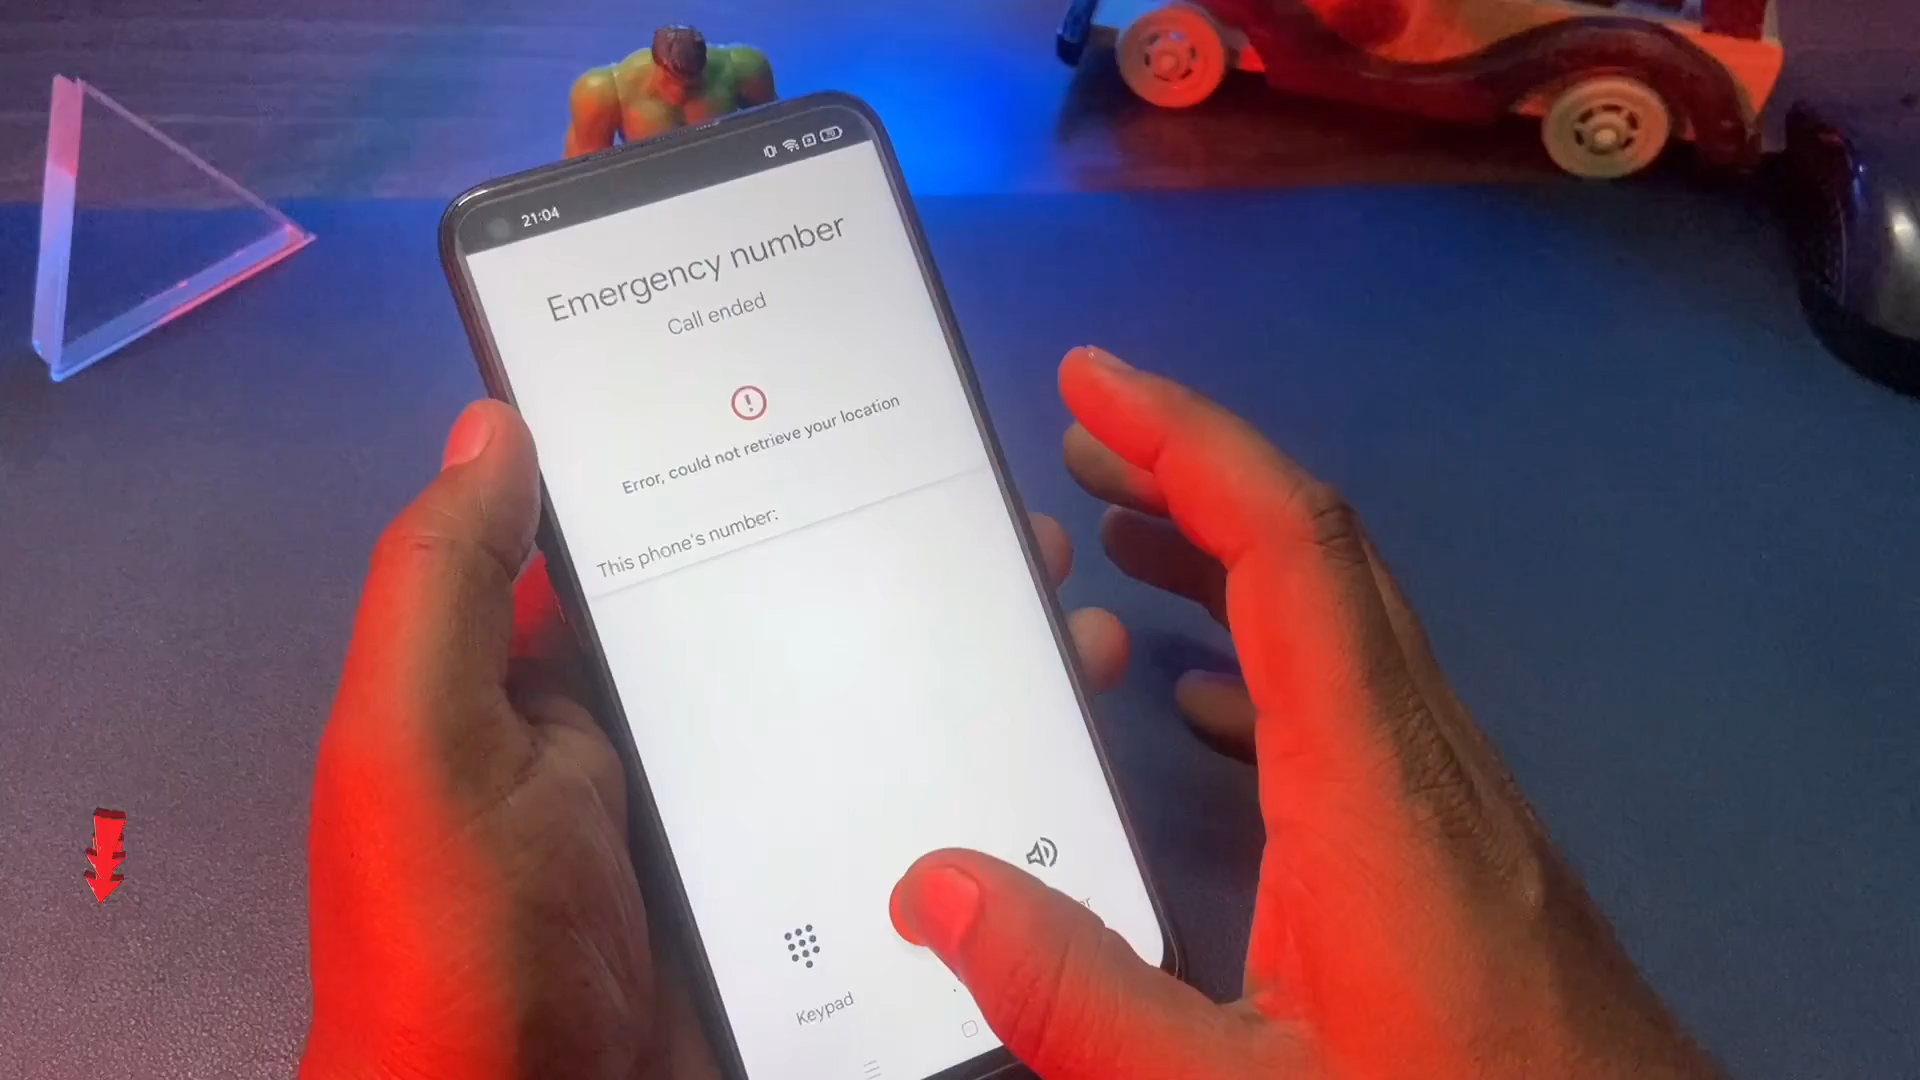 21:04
Emergency number
Call ended
Error, could not retrieve your location
This phone's number:
Keypad